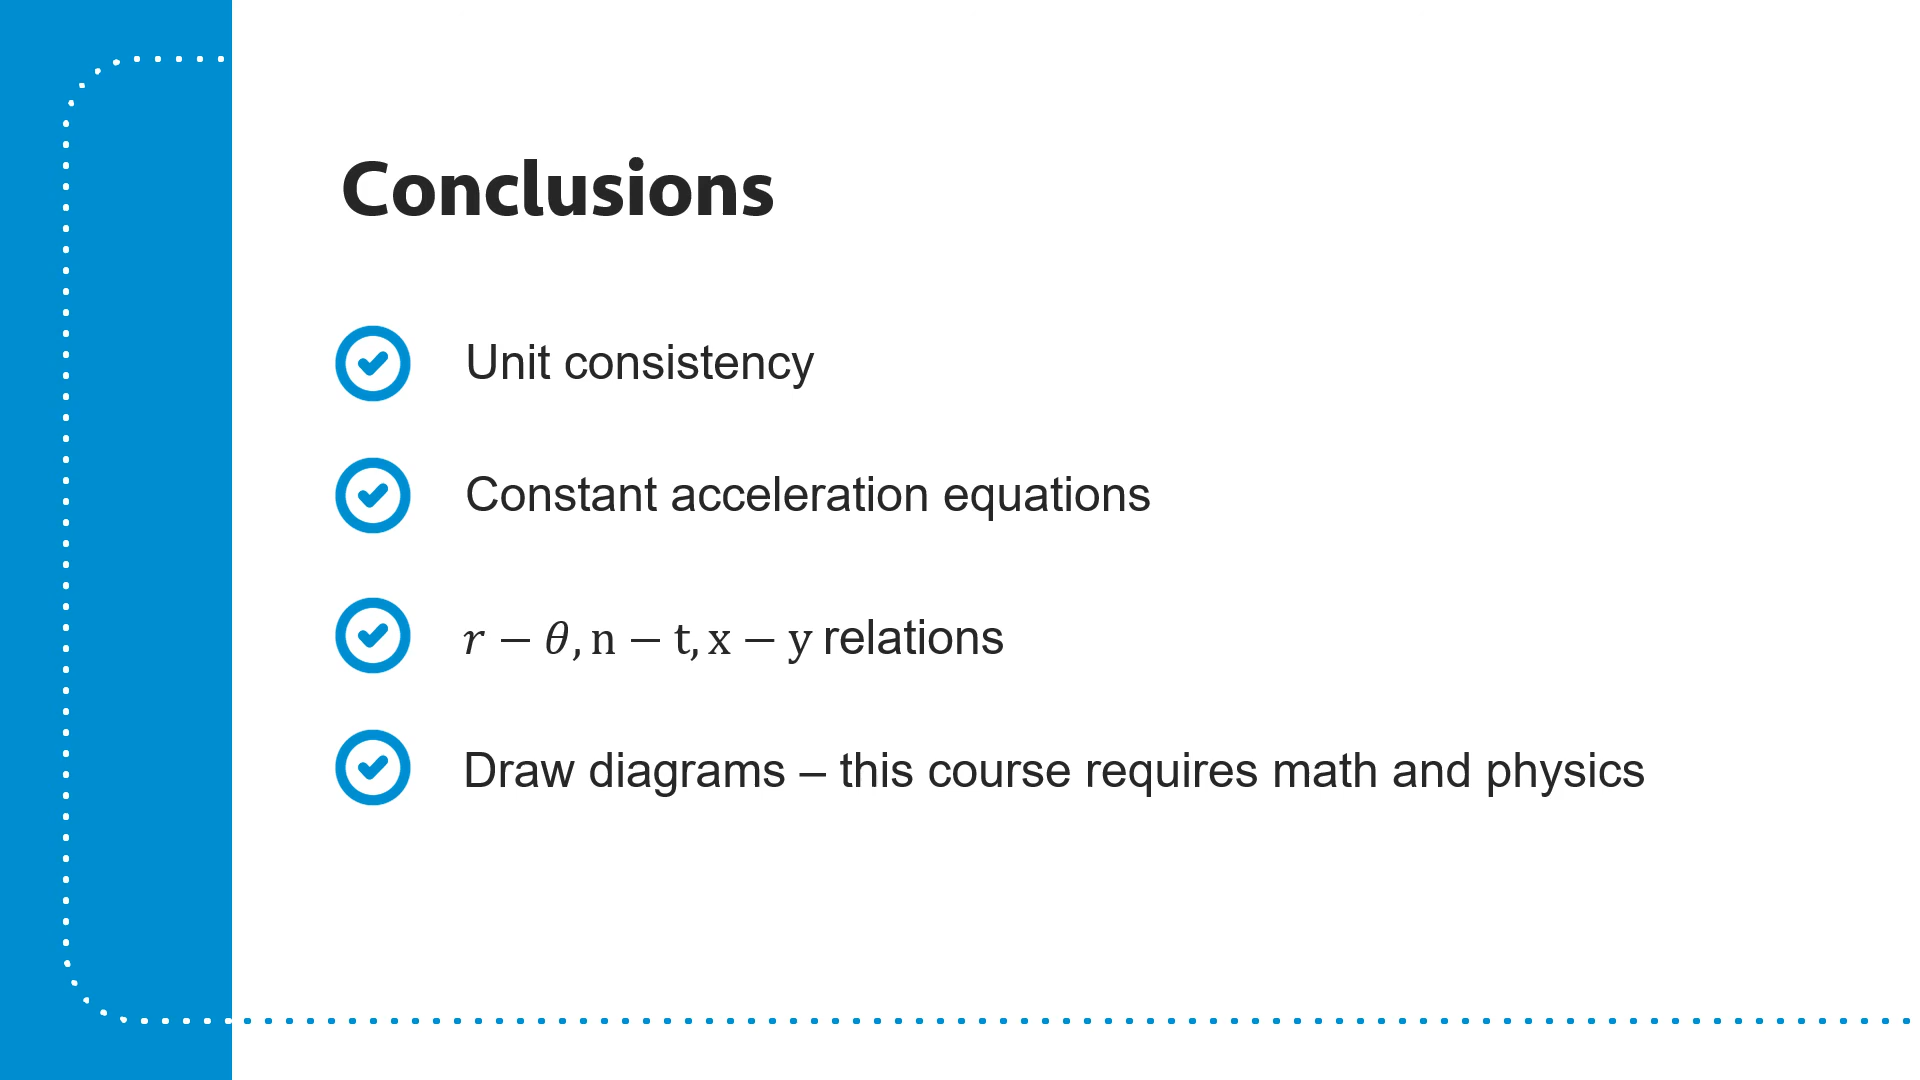 Conclusions
Unit consistency
Constant acceleration equations
𝑟 − 𝜃, n − t, x − y relations
Draw diagrams – this course requires math and physics